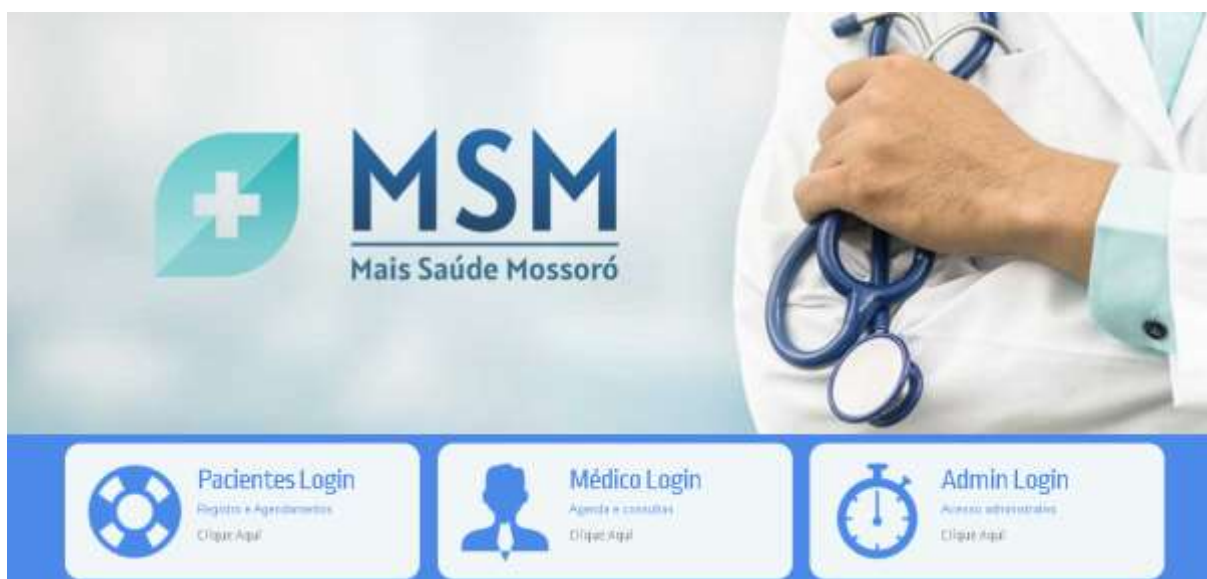 MSM
Mais Saúde Mossoró
Pacientes Login
Registro e Agendamentos
Clique Aqui
Médico Login
Agenda e consultas
Clique Aqui
Admin Login
Acesso administrativo
Clique Aqui